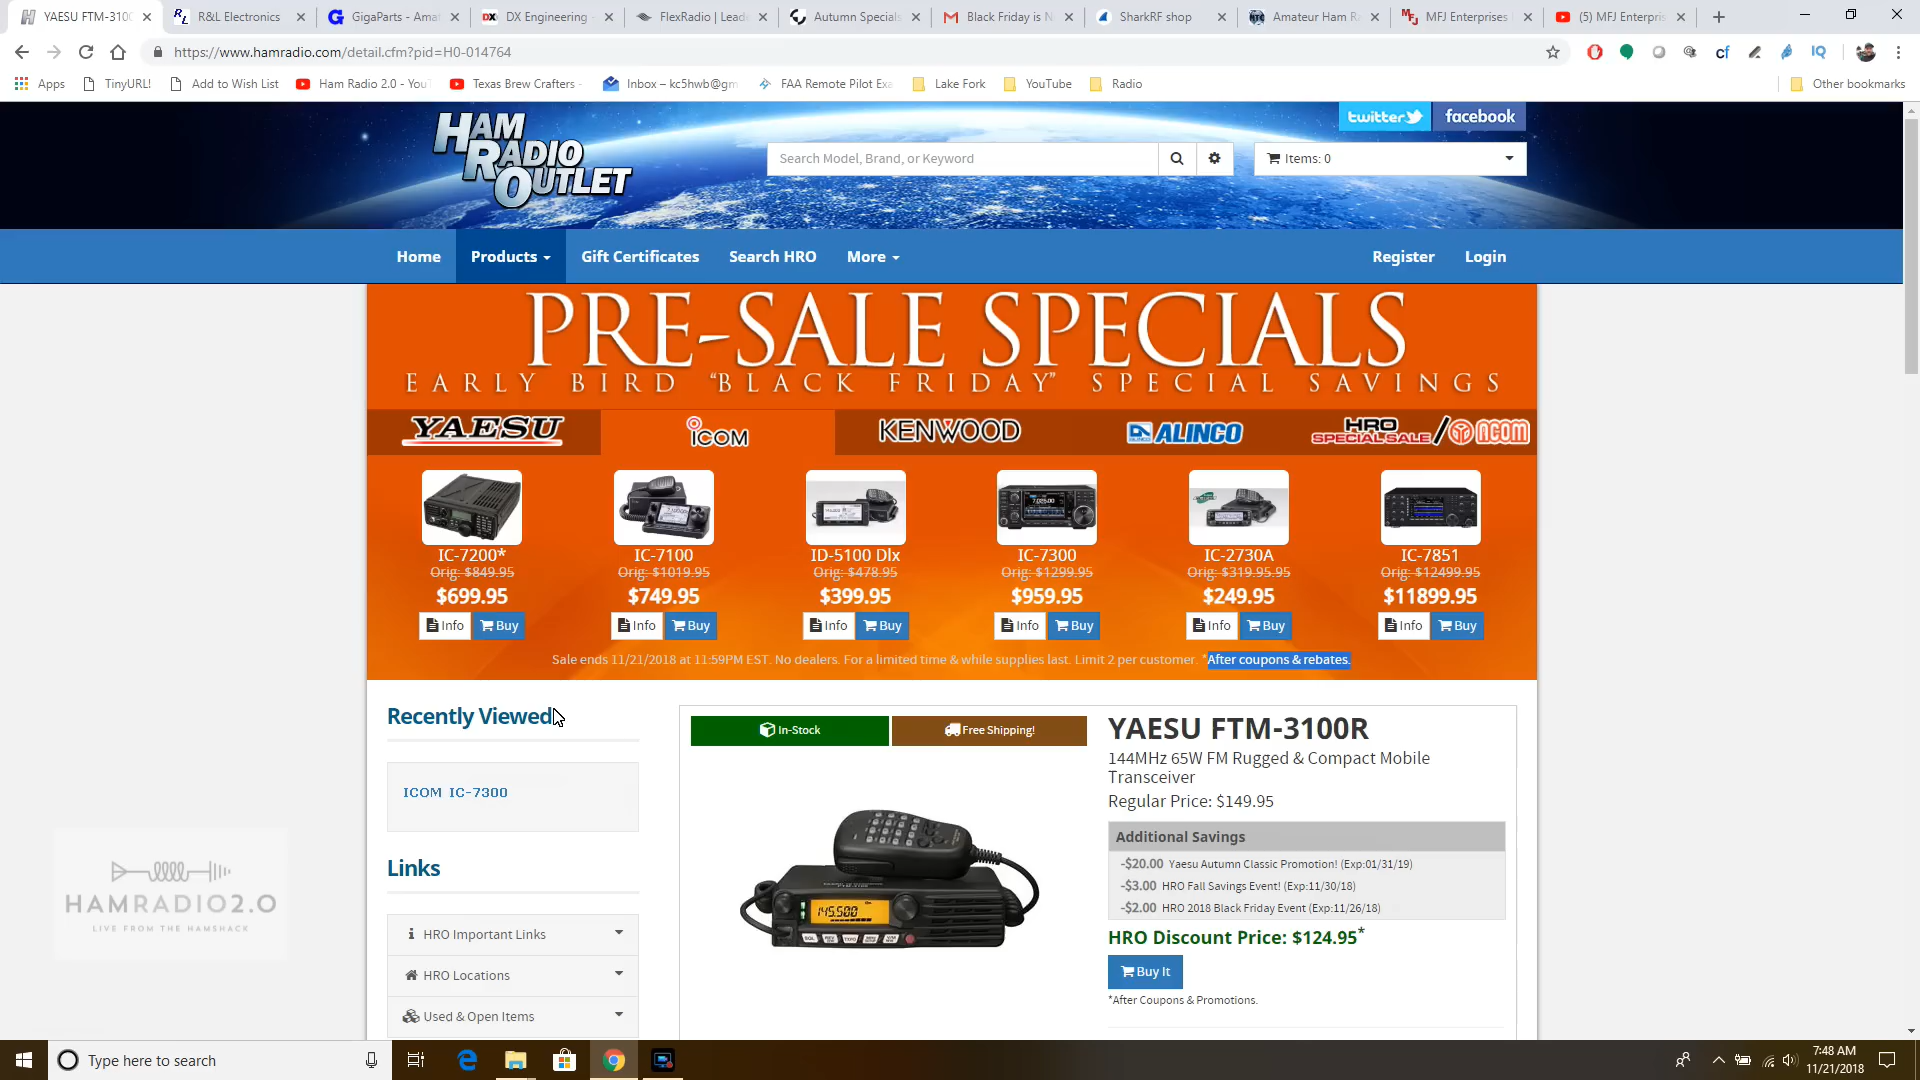 YAESU FTM-3100
R&L Electronics
GigaParts - Ama
DX Engineering -
FlexRadio | Lead
Autumn Specials
Black Friday is N
SharkRF shop
Amateur Ham Ra
MFJ Enterprises
(5) MFJ Enterpris
https://www.hamradio.com/detail.cfm?pid=H0-014764
Apps
TinyURL!
Add to Wish List
Ham Radio 2.0 - YouT
Texas Brew Crafters -
Inbox – kc5hwb@gm
FAA Remote Pilot Exa
Lake Fork
YouTube
Radio
Other bookmarks
HAM RADIO OUTLET
twitter
facebook
Search Model, Brand, or Keyword
Items: 0
Home
Products
Gift Certificates
Search HRO
More
Register
Login
PRE-SALE SPECIALS
EARLY BIRD "BLACK FRIDAY" SPECIAL SAVINGS
YAESU
ICOM
KENWOOD
ALINCO
HRO SPECIAL SALE / NCOM
IC-7200*
Orig: $849.95
$699.95
Info Buy
IC-7100
Orig: $1019.95
$749.95
Info Buy
ID-5100 Dlx
Orig: $478.95
$399.95
Info Buy
IC-7300
Orig: $1299.95
$959.95
Info Buy
IC-2730A
Orig: $319.95.95
$249.95
Info Buy
IC-7851
Orig: $12499.95
$11899.95
Info Buy
Sale ends 11/21/2018 at 11:59PM EST. No dealers. For a limited time & while supplies last. Limit 2 per customer. *After coupons & rebates.
Recently Viewed
ICOM IC-7300
Links
HRO Important Links
HRO Locations
Used & Open Items
In-Stock
Free Shipping!
145.500
YAESU FTM-3100R
144MHz 65W FM Rugged & Compact Mobile
Transceiver
Regular Price: $149.95
Additional Savings
-$20.00 Yaesu Autumn Classic Promotion! (Exp:01/31/19)
-$3.00 HRO Fall Savings Event! (Exp:11/30/18)
-$2.00 HRO 2018 Black Friday Event (Exp:11/26/18)
HRO Discount Price: $124.95*
Buy It
*After Coupons & Promotions.
HAMRADIO2.0
LIVE FROM THE HAMSHACK
Type here to search
7:48 AM
11/21/2018